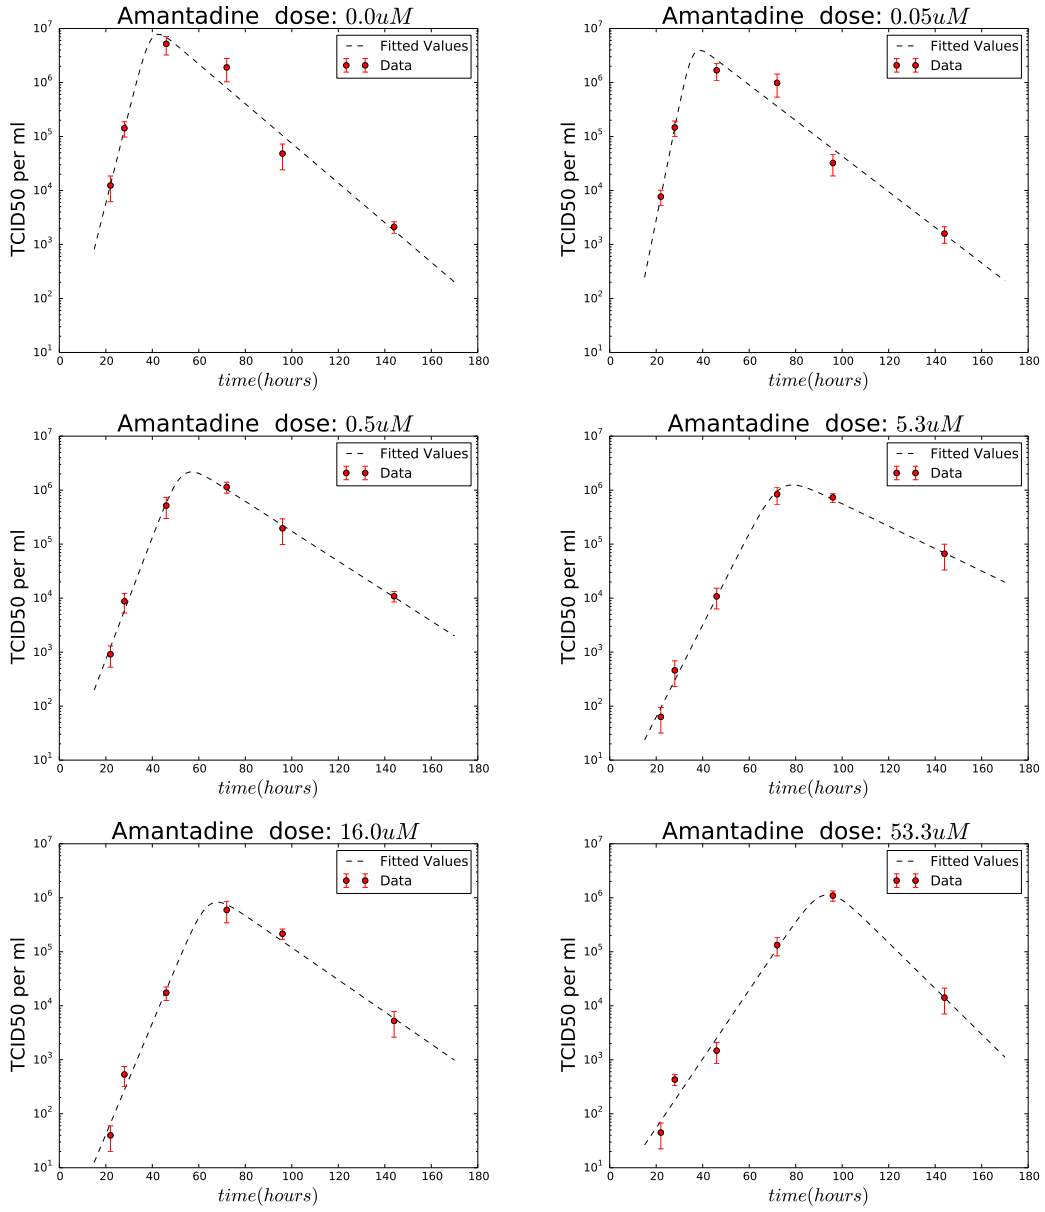 Amantadine dose: 0.0uM
Fitted Values
Data
TCID50 per ml
10^7
10^6
10^5
10^4
10^3
10^2
10^1
0 20 40 60 80 100 120 140 160 180
time(hours)
Amantadine dose: 0.05uM
Fitted Values
Data
TCID50 per ml
10^7
10^6
10^5
10^4
10^3
10^2
10^1
0 20 40 60 80 100 120 140 160 180
time(hours)
Amantadine dose: 0.5uM
Fitted Values
Data
TCID50 per ml
10^7
10^6
10^5
10^4
10^3
10^2
10^1
0 20 40 60 80 100 120 140 160 180
time(hours)
Amantadine dose: 5.3uM
Fitted Values
Data
TCID50 per ml
10^7
10^6
10^5
10^4
10^3
10^2
10^1
0 20 40 60 80 100 120 140 160 180
time(hours)
Amantadine dose: 16.0uM
Fitted Values
Data
TCID50 per ml
10^7
10^6
10^5
10^4
10^3
10^2
10^1
0 20 40 60 80 100 120 140 160 180
time(hours)
Amantadine dose: 53.3uM
Fitted Values
Data
TCID50 per ml
10^7
10^6
10^5
10^4
10^3
10^2
10^1
0 20 40 60 80 100 120 140 160 180
time(hours)